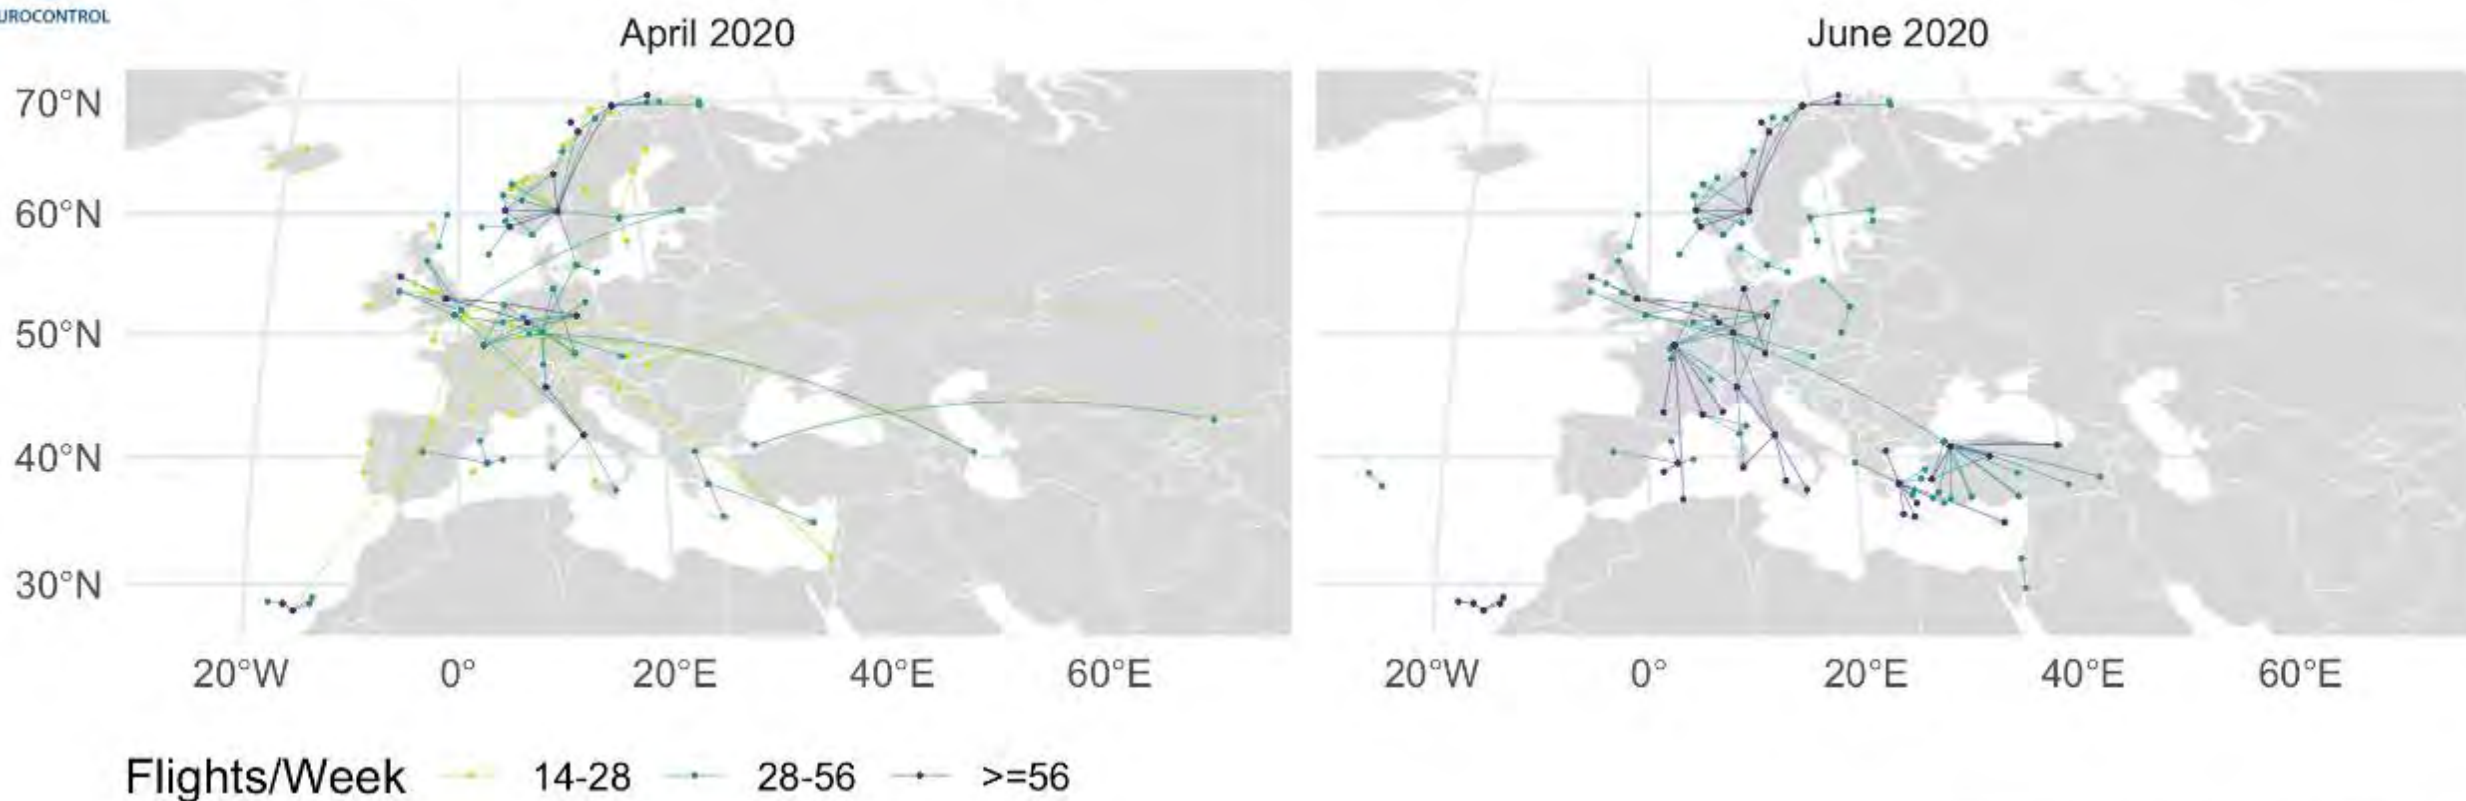 UROCONTROL
April 2020
June 2020
70°N
60°N
50°N
40°N
30°N
20°W 0° 20°E 40°E 60°E
20°W 0° 20°E 40°E 60°E
Flights/Week 14-28 28-56 >=56